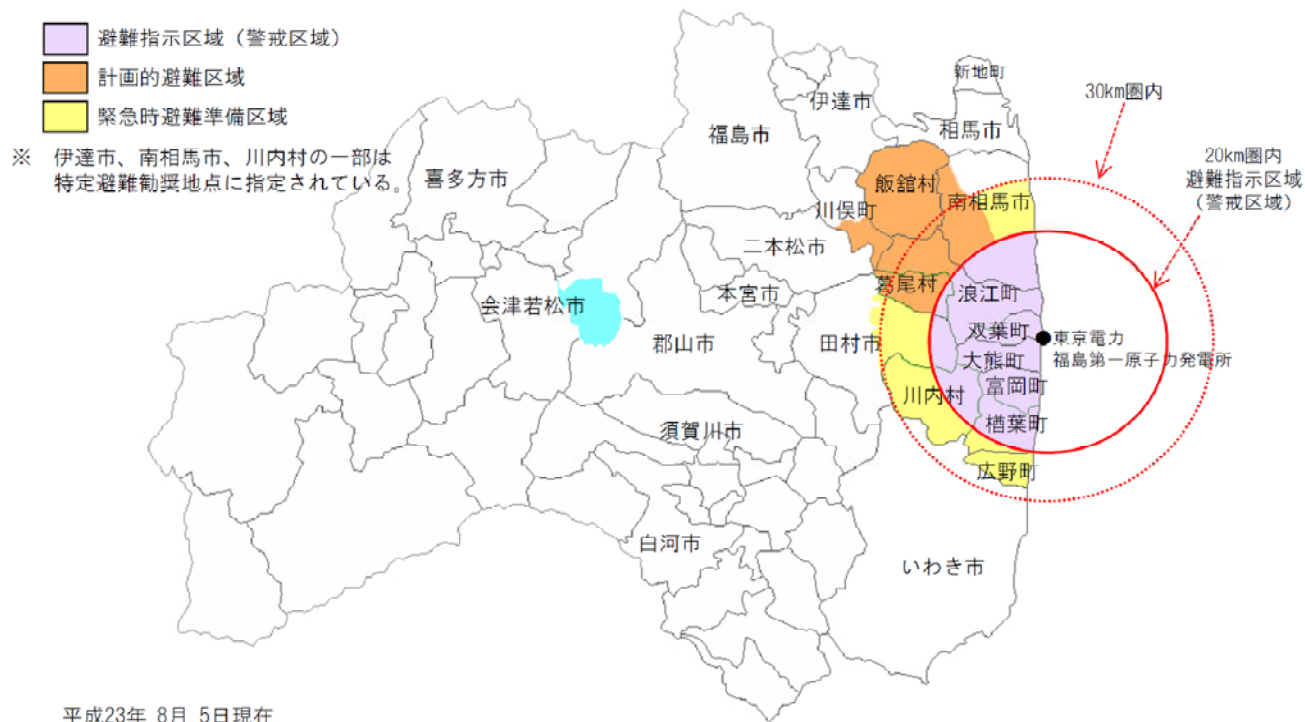 避難指示区域（警戒区域）
計画的避難区域
緊急時避難準備区域
※　伊達市、南相馬市、川内村の一部は
特定避難勧奨地点に指定されている。
新地町
伊達市
相馬市
福島市
30km圏内
20km圏内
避難指示区域
（警戒区域）
喜多方市
飯舘村
川俣町
南相馬市
二本松市
葛尾村
本宮市
浪江町
会津若松市
双葉町
郡山市
田村市
東京電力
福島第一原子力発電所
大熊町
富岡町
川内村
楢葉町
須賀川市
広野町
白河市
いわき市
平成23年 8月 5日現在